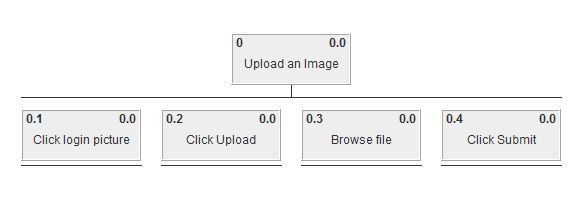 0 0.0
Upload an Image
0.1 0.0
Click login picture
0.2 0.0
Click Upload
0.3 0.0
Browse file
0.4 0.0
Click Submit